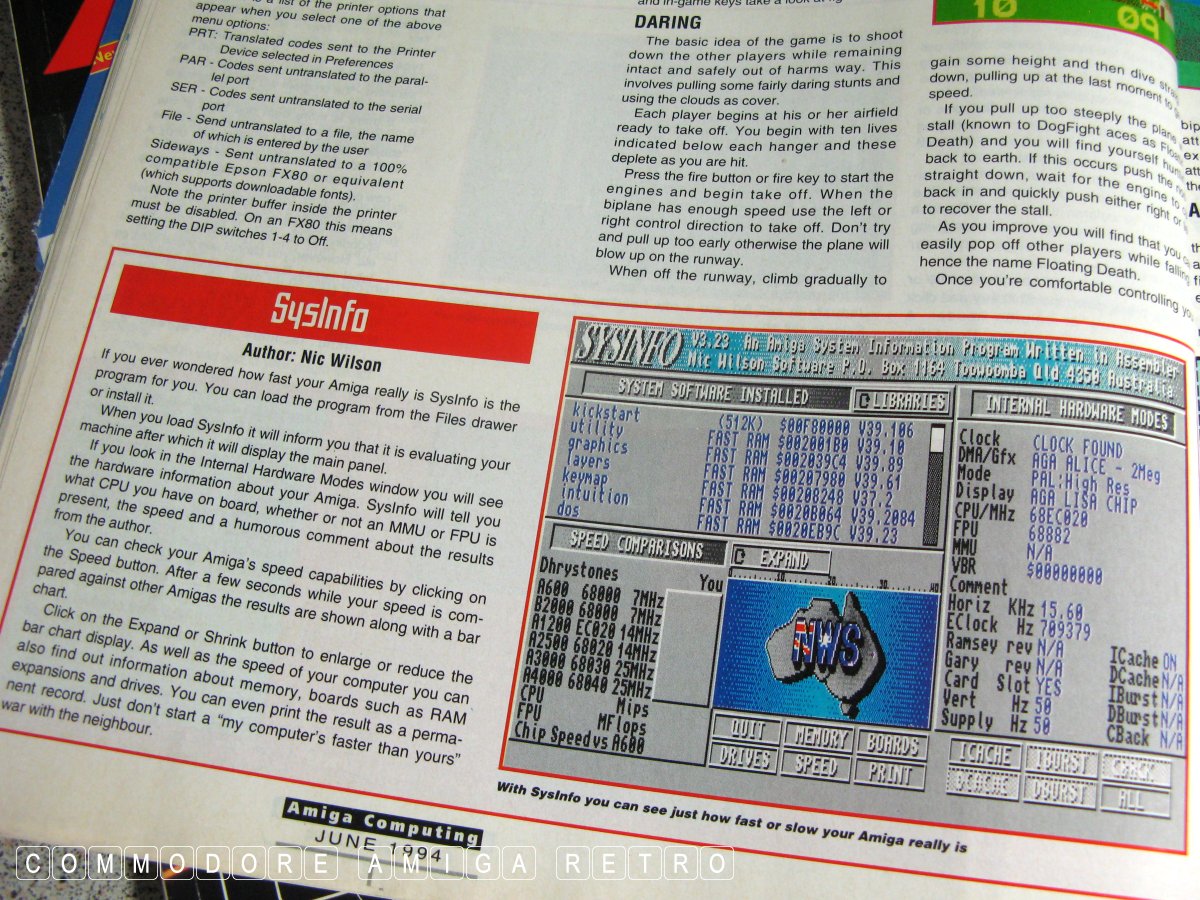 a list of the printer options that
appear when you select one of the above
menu options:
PRT: Translated codes sent to the Printer
Device selected in Preferences
PAR - Codes sent untranslated to the paral-
lel port
SER - Codes sent untranslated to the serial
port
File - Send untranslated to a file, the name
of which is entered by the user
Sideways - Sent untranslated to a 100%
compatible Epson FX80 or equivalent
(which supports downloadable fonts).
Note the printer buffer inside the printer
must be disabled. On an FX80 this means
setting the DIP switches 1-4 to Off.
and in-game keys take a look at
DARING
The basic idea of the game is to shoot
down the other players while remaining
intact and safely out of harms way. This
involves pulling some fairly daring stunts and
using the clouds as cover.
Each player begins at his or her airfield
ready to take off. You begin with ten lives
indicated below each hanger and these
deplete as you are hit.
Press the fire button or fire key to start the
engines and begin take off. When the
biplane has enough speed use the left or
right control direction to take off. Don't try
and pull up too early otherwise the plane will
blow up on the runway.
When off the runway, climb gradually to
10 09
gain some height and then dive
down, pulling up at the last moment to
speed.
If you pull up too steeply the plane
stall (known to DogFight aces as
Death) and you will find yourself
back to earth. If this occurs push the
straight down, wait for the engine to
back in and quickly push either right or
to recover the stall.
As you improve you will find that you
easily pop off other players while
hence the name Floating Death.
Once you're comfortable controlling
SysInfo
Author: Nic Wilson
If you ever wondered how fast your Amiga really is SysInfo is the
program for you. You can load the program from the Files drawer
or install it.
When you load SysInfo it will inform you that it is evaluating your
machine after which it will display the main panel.
If you look in the Internal Hardware Modes window you will see
the hardware information about your Amiga. SysInfo will tell you
what CPU you have on board, whether or not an MMU or FPU is
present, the speed and a humorous comment about the results
from the author.
You can check your Amiga's speed capabilities by clicking on
the Speed button. After a few seconds while your speed is com-
pared against other Amigas the results are shown along with a bar
chart.
Click on the Expand or Shrink button to enlarge or reduce the
bar chart display. As well as the speed of your computer you can
also find out information about memory, boards such as RAM
expansions and drives. You can even print the result as a perma-
nent record. Just don't start a "my computer's faster than yours"
war with the neighbour.
SYSINFO V3.23 An Amiga System Information Program Written in Assembler
Nic Wilson Software P.O. Box 1164 Toowoomba Qld 4250 Australia
SYSTEM SOFTWARE INSTALLED LIBRARIES
kickstart (512K) $00F80000 V39.106
utility FAST RAM $002001B0 V39.10
graphics FAST RAM $002039C4 V39.89
layers FAST RAM $00207980 V39.61
keymap FAST RAM $00208248 V37.2
intuition FAST RAM $0020B064 V39.2084
dos FAST RAM $0020EB9C V39.23
INTERNAL HARDWARE MODES
Clock CLOCK FOUND
DMA/Gfx AGA ALICE - 2Meg
Mode PAL:High Res
Display AGA LISA CHIP
CPU/MHz 68EC020
FPU 68882
MMU N/A
VBR $00000000
Comment
Horiz KHz 15.60
EClock Hz 709379
Ramsey rev N/A
Gary rev N/A
Card Slot YES
Vert Hz 50
Supply Hz 50
ICache ON
DCache N/A
IBurst N/A
DBurst N/A
CBack N/A
SPEED COMPARISONS EXPAND
Dhrystones You
A600 68000 7MHz
B2000 68000 7MHz
A1200 EC020 14MHz
A2500 68020 14MHz
A3000 68030 25MHz
A4000 68040 25MHz
CPU Mips
FPU MFlops
Chip Speed vs A600
NWS
QUIT MEMORY BOARDS
DRIVES SPEED PRINT
ICACHE IBURST CBACK
DCACHE DBURST ALL
With SysInfo you can see just how fast or slow your Amiga really is
Amiga Computing
JUNE 1994
COMMODORE AMIGA RETRO